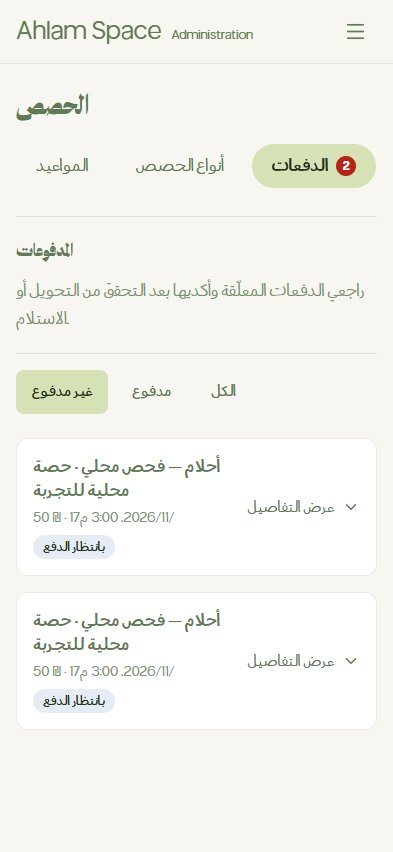 Ahlam Space Administration
الحصص
المواعيد
أنواع الحصص
الدفعات 2
المدفوعات
راجعي الدفعات المعلّقة وأكديها بعد التحقق من التحويل أو
الاستلام.
غير مدفوع
مدفوع
الكل
أحلام — فحص محلي · حصة
محلية للتجربة
50 ₪ · 17/11/2026، 3:00 م
بانتظار الدفع
عرض التفاصيل
أحلام — فحص محلي · حصة
محلية للتجربة
50 ₪ · 17/11/2026، 3:00 م
بانتظار الدفع
عرض التفاصيل